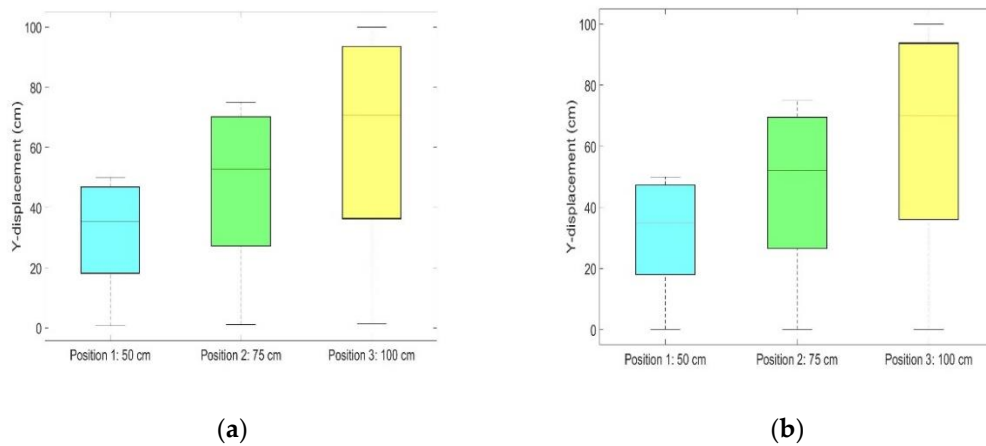 100
80
60
40
20
0
Y-displacement (cm)
Position 1: 50 cm
Position 2: 75 cm
Position 3: 100 cm
(a)
100
80
60
40
20
0
Y-displacement (cm)
Position 1: 50 cm
Position 2: 75 cm
Position 3: 100 cm
(b)